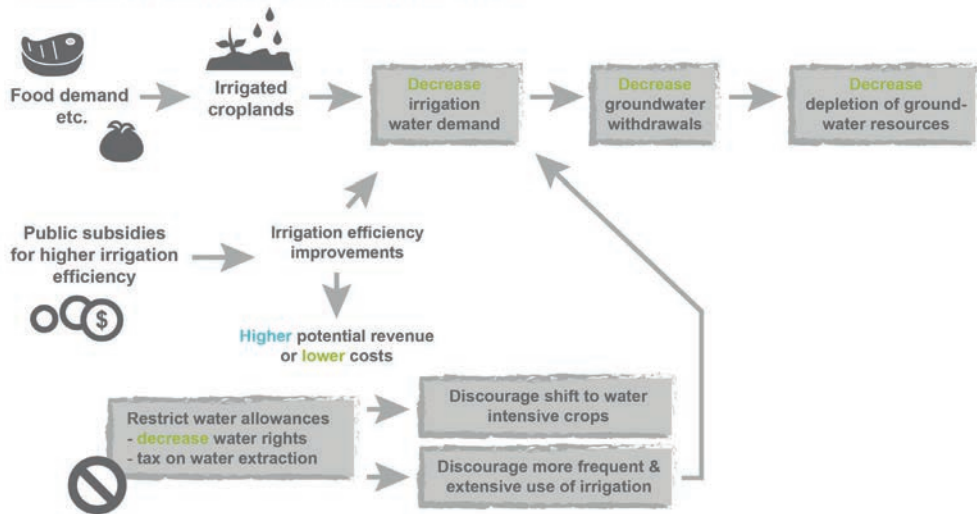 Food demand
etc.
Irrigated
croplands
Decrease
irrigation
water demand
Decrease
groundwater
withdrawals
Decrease
depletion of ground-
water resources
Public subsidies
for higher irrigation
efficiency
$
Irrigation efficiency
improvements
Higher potential revenue
or lower costs
Restrict water allowances
- decrease water rights
- tax on water extraction
Discourage shift to water
intensive crops
Discourage more frequent &
extensive use of irrigation